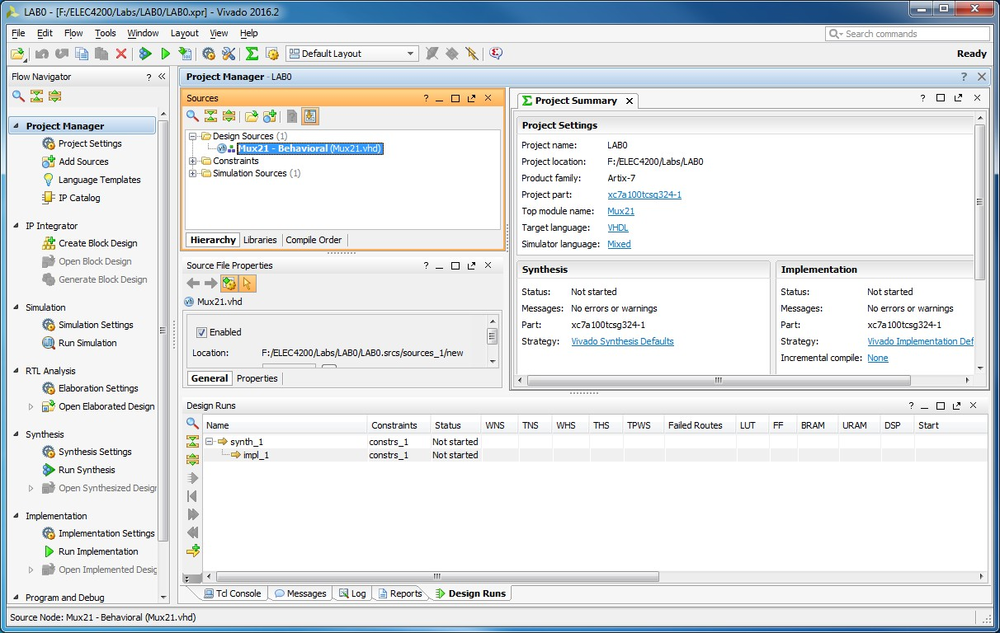 LAB0 - [F:/ELEC4200/Labs/LAB0/LAB0.xpr] - Vivado 2016.2
File Edit Flow Tools Window Layout View Help
Search commands
Default Layout
Ready
Flow Navigator
Project Manager
Project Settings
Add Sources
Language Templates
IP Catalog
IP Integrator
Create Block Design
Open Block Design
Generate Block Design
Simulation
Simulation Settings
Run Simulation
RTL Analysis
Elaboration Settings
Open Elaborated Design
Synthesis
Synthesis Settings
Run Synthesis
Open Synthesized Desigr
Implementation
Implementation Settings
Run Implementation
Open Implemented Desig
Program and Debug
Project Manager - LAB0
Sources
Design Sources (1)
Mux21 - Behavioral (Mux21.vhd)
Constraints
Simulation Sources (1)
Hierarchy Libraries Compile Order
Source File Properties
Mux21.vhd
Enabled
Location: F:/ELEC4200/Labs/LAB0/LAB0.srcs/sources_1/new
General Properties
Project Summary
Project Settings
Project name: LAB0
Project location: F:/ELEC4200/Labs/LAB0
Product family: Artix-7
Project part: xc7a100tcsg324-1
Top module name: Mux21
Target language: VHDL
Simulator language: Mixed
Synthesis
Status: Not started
Messages: No errors or warnings
Part: xc7a100tcsg324-1
Strategy: Vivado Synthesis Defaults
Implementation
Status: Not started
Messages: No errors or warnings
Part: xc7a100tcsg324-1
Strategy: Vivado Implementation Def
Incremental compile: None
Design Runs
Name Constraints Status WNS TNS WHS THS TPWS Failed Routes LUT FF BRAM URAM DSP Start
synth_1 constrs_1 Not started
impl_1 constrs_1 Not started
Tcl Console Messages Log Reports Design Runs
Source Node: Mux21 - Behavioral (Mux21.vhd)